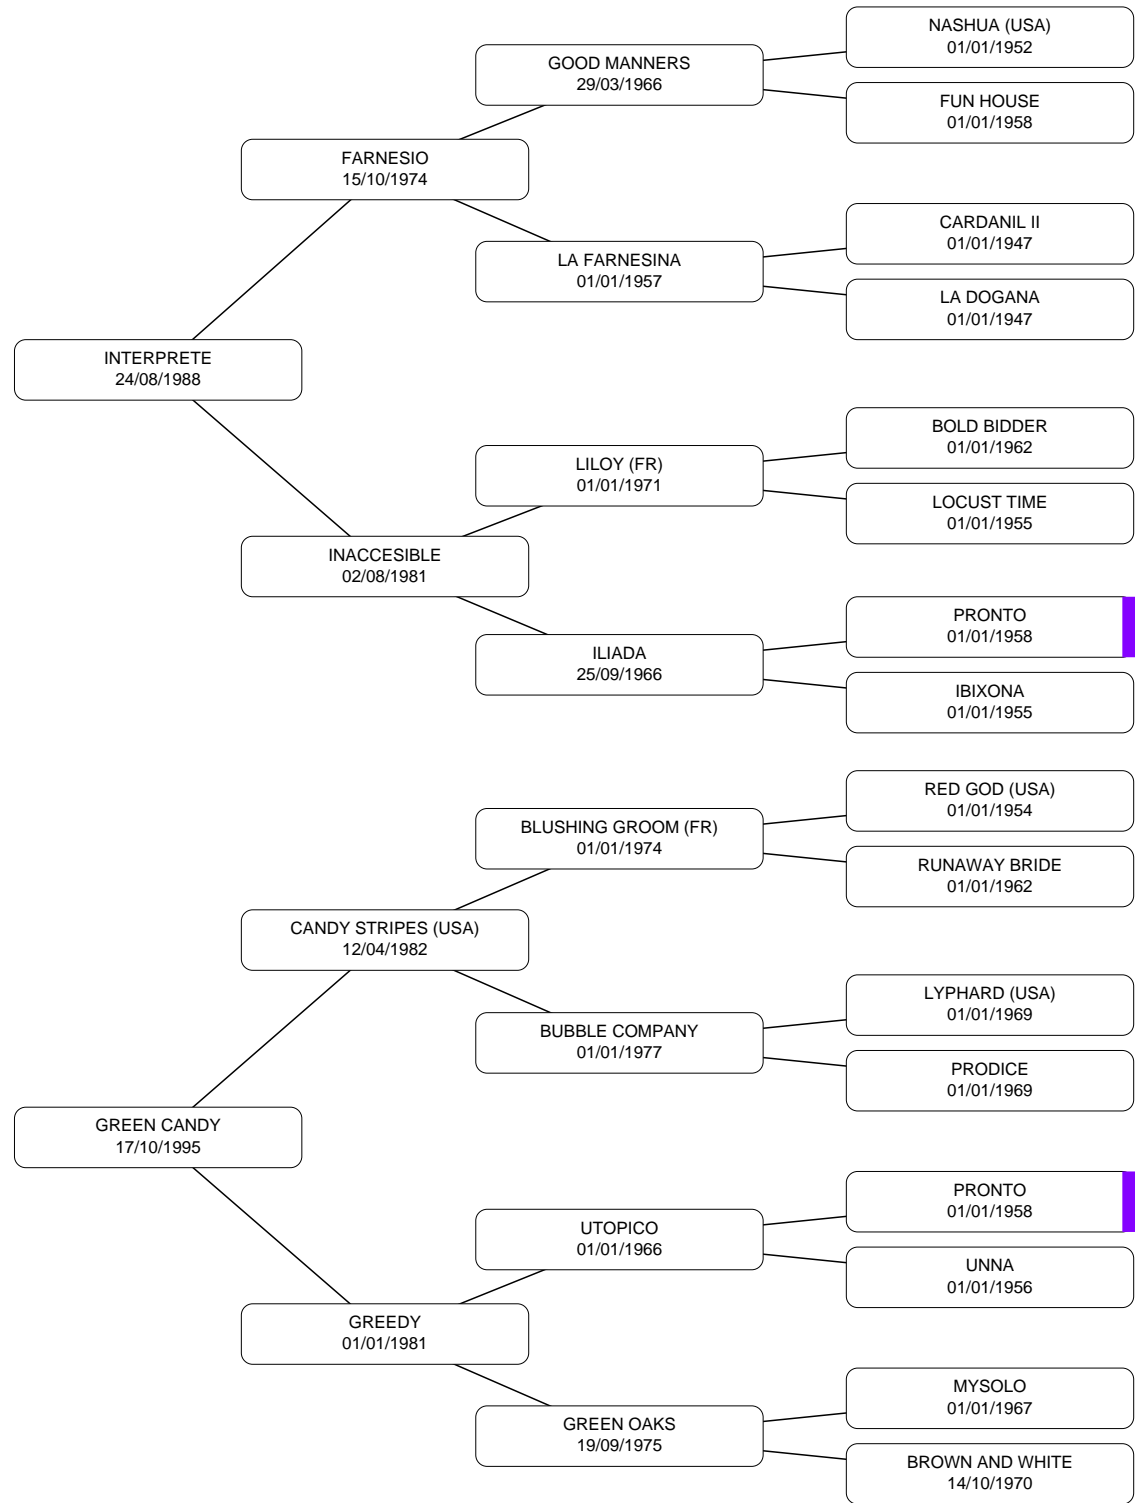 NASHUA (USA)
01/01/1952
GOOD MANNERS
29/03/1966
FUN HOUSE
01/01/1958
FARNESIO
15/10/1974
CARDANIL II
01/01/1947
LA FARNESINA
01/01/1957
LA DOGANA
01/01/1947
INTERPRETE
24/08/1988
BOLD BIDDER
01/01/1962
LILOY (FR)
01/01/1971
LOCUST TIME
01/01/1955
INACCESIBLE
02/08/1981
PRONTO
01/01/1958
ILIADA
25/09/1966
IBIXONA
01/01/1955
RED GOD (USA)
01/01/1954
BLUSHING GROOM (FR)
01/01/1974
RUNAWAY BRIDE
01/01/1962
CANDY STRIPES (USA)
12/04/1982
LYPHARD (USA)
01/01/1969
BUBBLE COMPANY
01/01/1977
PRODICE
01/01/1969
GREEN CANDY
17/10/1995
PRONTO
01/01/1958
UTOPICO
01/01/1966
UNNA
01/01/1956
GREEDY
01/01/1981
MYSOLO
01/01/1967
GREEN OAKS
19/09/1975
BROWN AND WHITE
14/10/1970